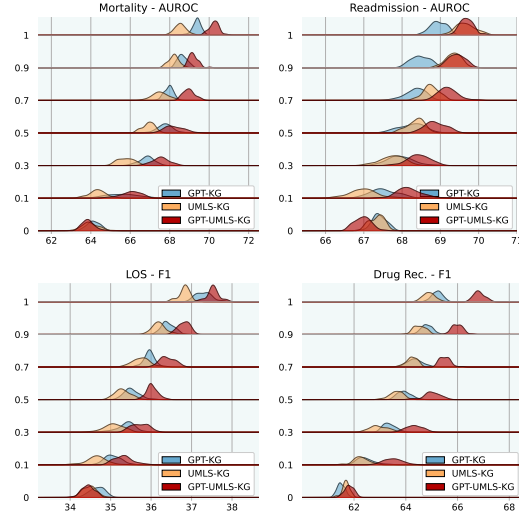 Mortality - AUROC
1
0.9
0.7
0.5
0.3
0.1
0
62 64 66 68 70 72
GPT-KG
UMLS-KG
GPT-UMLS-KG
Readmission - AUROC
1
0.9
0.7
0.5
0.3
0.1
0
66 67 68 69 70 71
GPT-KG
UMLS-KG
GPT-UMLS-KG
LOS - F1
1
0.9
0.7
0.5
0.3
0.1
0
34 35 36 37 38
GPT-KG
UMLS-KG
GPT-UMLS-KG
Drug Rec. - F1
1
0.9
0.7
0.5
0.3
0.1
0
62 64 66 68
GPT-KG
UMLS-KG
GPT-UMLS-KG